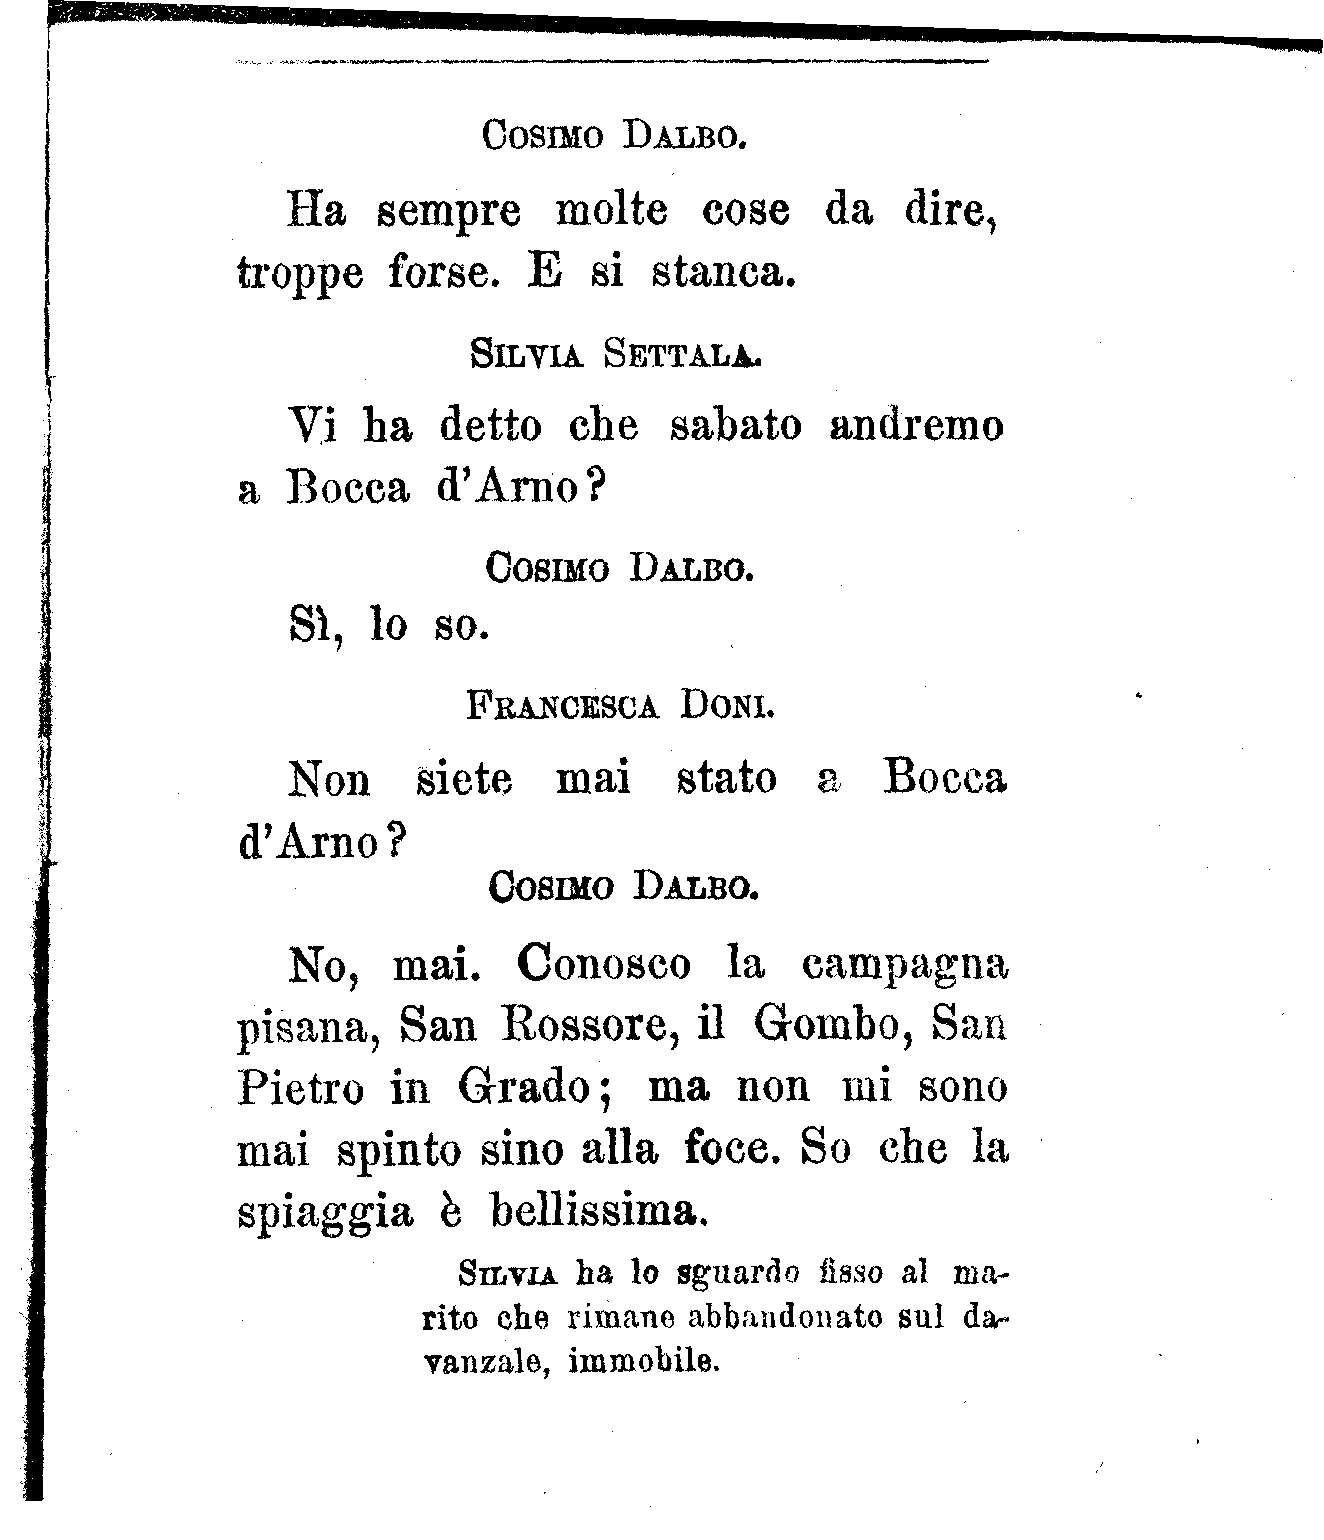 Cosimo Dalbo.
Ha sempre molte cose da dire,
troppe forse. E si stanca.
Silvia Settala.
Vi ha detto che sabato andremo
a Bocca d'Arno?
Cosimo Dalbo.
Sì, lo so.
Francesca Doni.
Non siete mai stato a Bocca
d'Arno?
Cosimo Dalbo.
No, mai. Conosco la campagna
pisana, San Rossore, il Gombo, San
Pietro in Grado; ma non mi sono
mai spinto sino alla foce. So che la
spiaggia è bellissima.
Silvia ha lo sguardo fisso al ma-
rito che rimane abbandonato sul da-
vanzale, immobile.